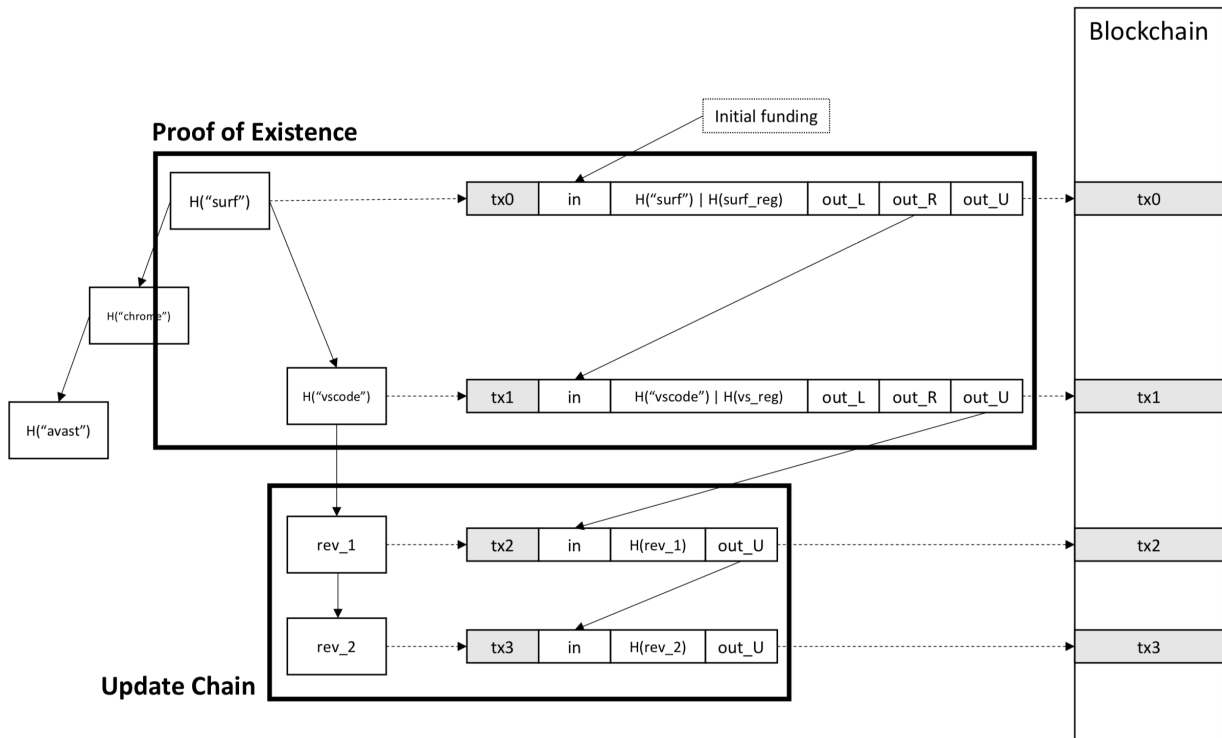 Blockchain
Initial funding
Proof of Existence
H(“surf”)
tx0 in H(“surf”) | H(surf_reg) out_L out_R out_U
tx0
H(“chrome”)
H(“vscode”)
tx1 in H(“vscode”) | H(vs_reg) out_L out_R out_U
tx1
H(“avast”)
rev_1
tx2 in H(rev_1) out_U
tx2
rev_2
tx3 in H(rev_2) out_U
tx3
Update Chain